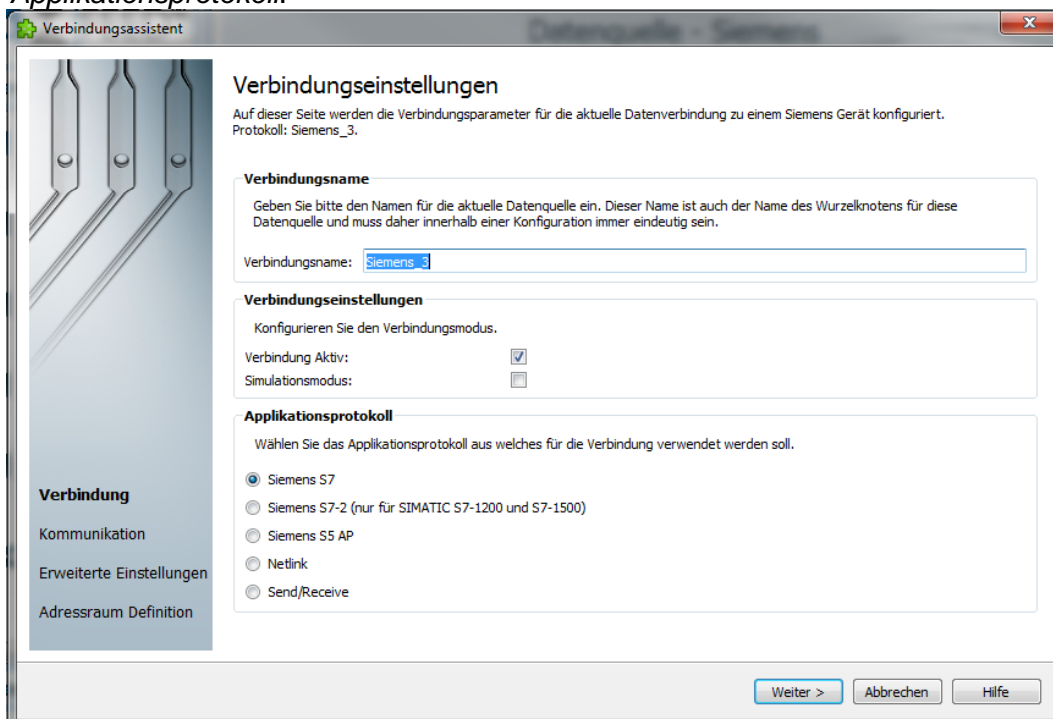 Applikationsprotokoll.
Verbindungsassistent
Datenquelle - Siemens
Verbindungseinstellungen
Auf dieser Seite werden die Verbindungsparameter für die aktuelle Datenverbindung zu einem Siemens Gerät konfiguriert.
Protokoll: Siemens_3.
Verbindungsname
Geben Sie bitte den Namen für die aktuelle Datenquelle ein. Dieser Name ist auch der Name des Wurzelknotens für diese
Datenquelle und muss daher innerhalb einer Konfiguration immer eindeutig sein.
Verbindungsname: Siemens_3
Verbindungseinstellungen
Konfigurieren Sie den Verbindungsmodus.
Verbindung Aktiv:
Simulationsmodus:
Applikationsprotokoll
Wählen Sie das Applikationsprotokoll aus welches für die Verbindung verwendet werden soll.
Siemens S7
Siemens S7-2 (nur für SIMATIC S7-1200 und S7-1500)
Siemens S5 AP
Netlink
Send/Receive
Verbindung
Kommunikation
Erweiterte Einstellungen
Adressraum Definition
Weiter > Abbrechen Hilfe